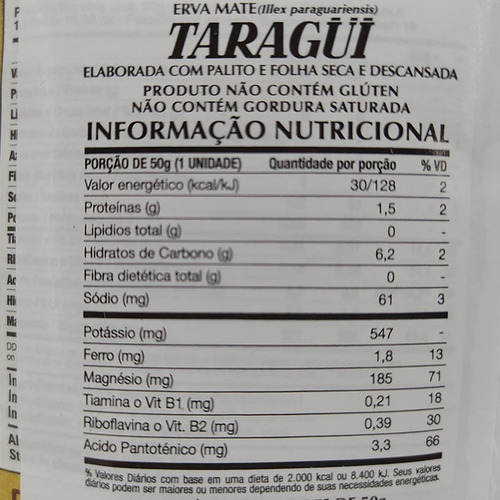 ERVA MATE (Illex paraguariensis)
TARAGÜI
ELABORADA COM PALITO E FOLHA SECA E DESCANSADA
PRODUTO NÃO CONTÉM GLÚTEN
NÃO CONTÉM GORDURA SATURADA
INFORMAÇÃO NUTRICIONAL
PORÇÃO DE 50g (1 UNIDADE) Quantidade por porção % VD
Valor energético (kcal/kJ) 30/128 2
Proteínas (g) 1,5 2
Lipidios total (g) 0 -
Hidratos de Carbono (g) 6,2 2
Fibra dietética total (g) 0 -
Sódio (mg) 61 3
Potássio (mg) 547 -
Ferro (mg) 1,8 13
Magnésio (mg) 185 71
Tiamina o Vit B1 (mg) 0,21 18
Riboflavina o Vit. B2 (mg) 0,39 30
Acido Pantoténico (mg) 3,3 66
% Valores Diários com base em uma dieta de 2.000 kcal ou 8.400 kJ. Seus valores
diários podem ser maiores ou menores dependendo de suas necessidades energéticas.